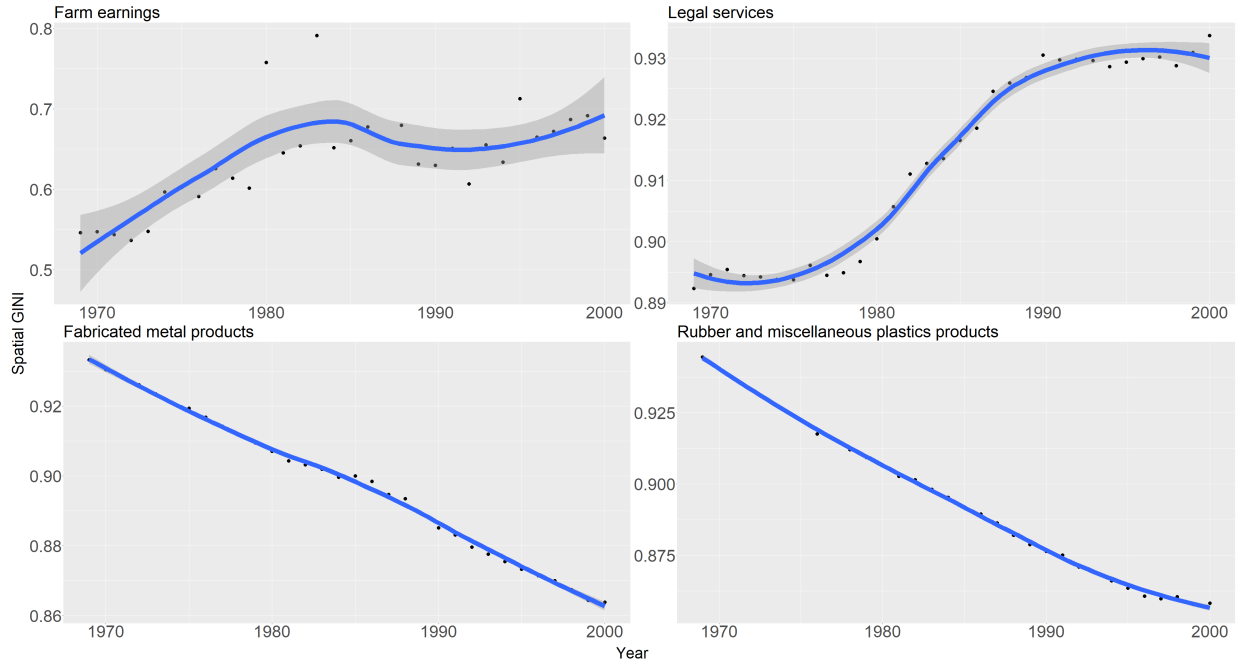 Farm earnings
0.8
0.7
0.6
0.5
1970 1980 1990 2000
Legal services
0.93
0.92
0.91
0.90
0.89
1970 1980 1990 2000
Spatial GINI
Fabricated metal products
0.92
0.90
0.88
0.86
1970 1980 1990 2000
Rubber and miscellaneous plastics products
0.925
0.900
0.875
1970 1980 1990 2000
Year